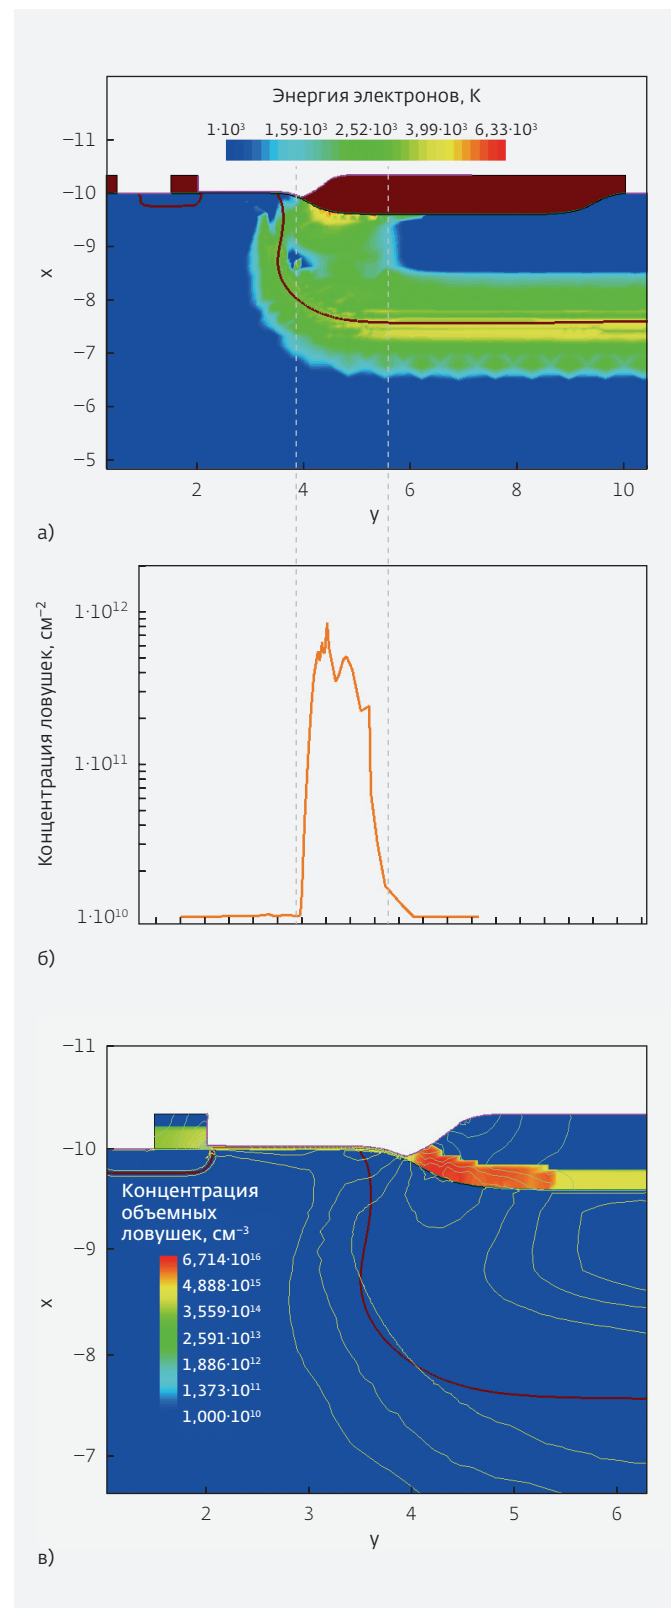 Энергия электронов, К
1·10³ 1,59·10³ 2,52·10³ 3,99·10³ 6,33·10³
–11
–10
–9
x
–8
–7
–6
–5
2 4 6 8 10
y
а)
Концентрация ловушек, см⁻²
1·10¹²
1·10¹¹
1·10¹⁰
б)
–11
–10
Концентрация
объемных
ловушек, см⁻³
–9
6,714·10¹⁶
4,888·10¹⁵
x
3,559·10¹⁴
2,591·10¹³
–8
1,886·10¹²
1,373·10¹¹
1,000·10¹⁰
–7
2 3 4 5 6
y
в)